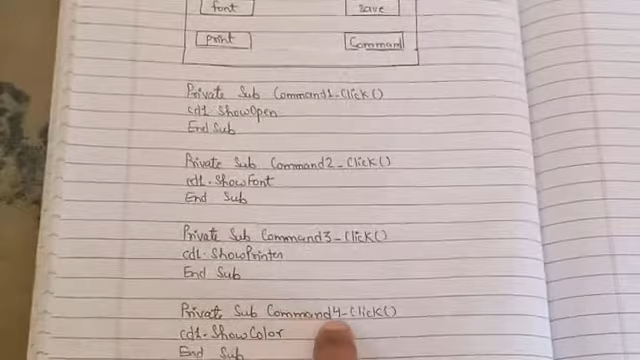 font save
print Command
Private Sub Command1_Click()
cd1.ShowOpen
End Sub
Private Sub Command2_Click()
cd1.ShowFont
End Sub
Private Sub Command3_Click()
cd1.ShowPrinter
End Sub
Private Sub Command4_Click()
cd1.ShowColor
End Sub